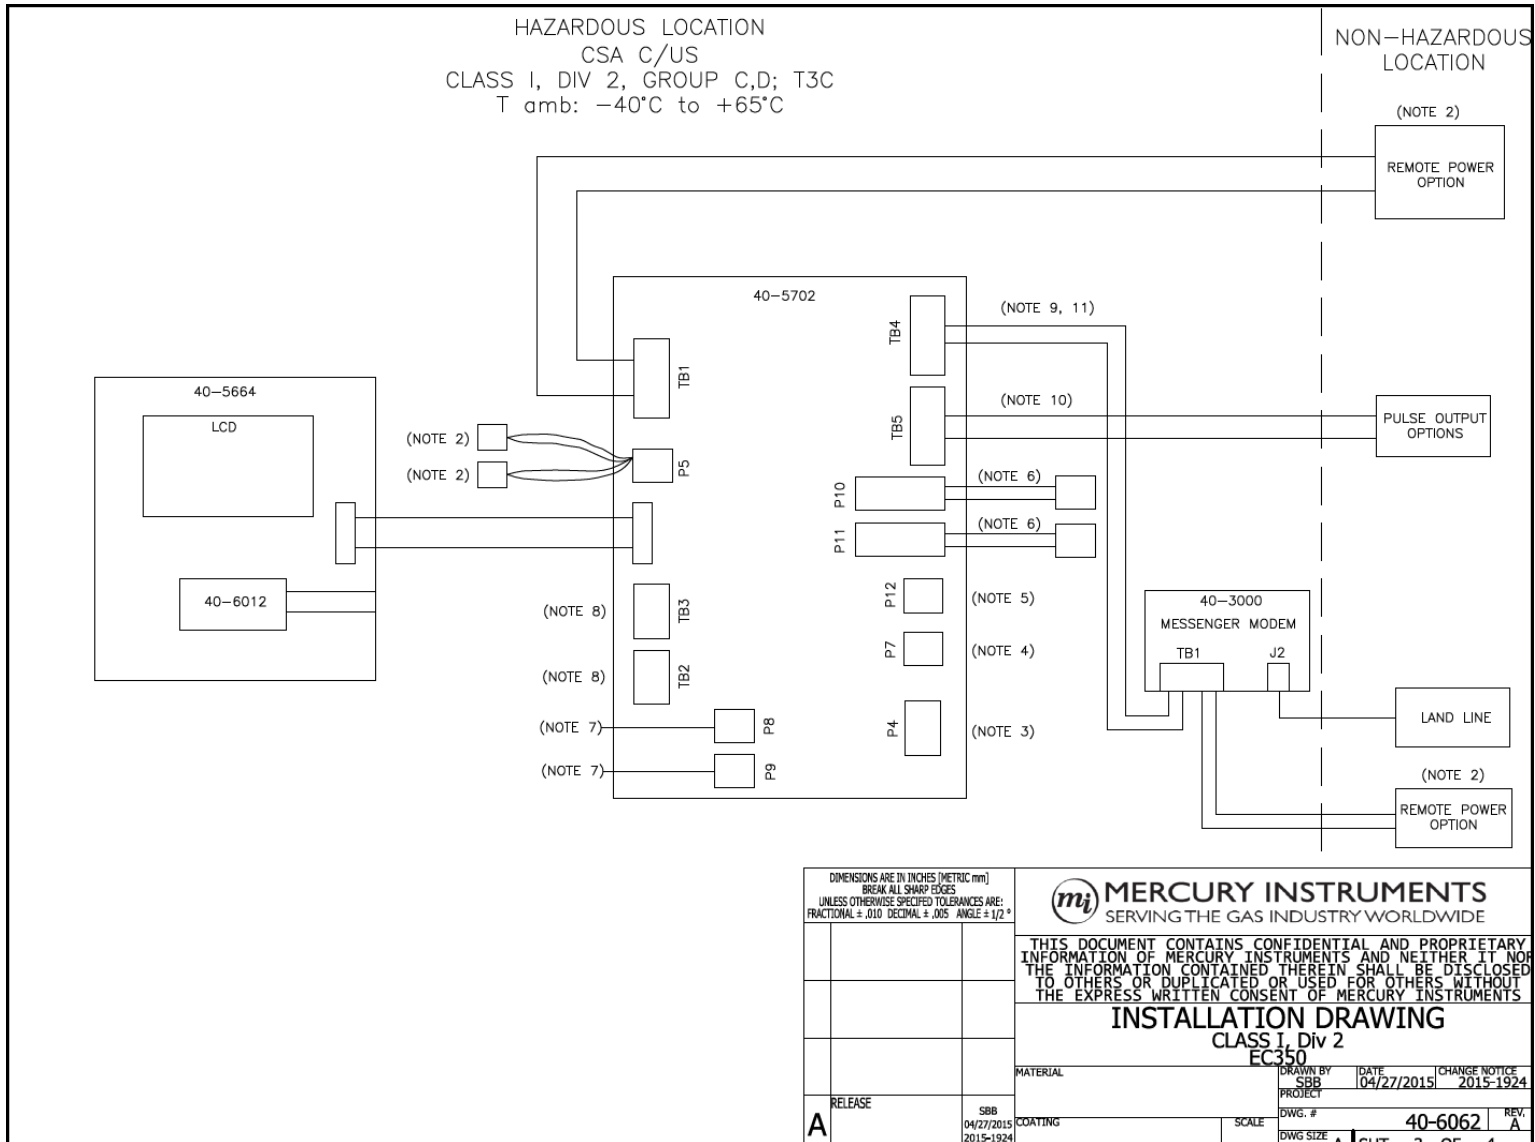 HAZARDOUS LOCATION
CSA C/US
CLASS I, DIV 2, GROUP C,D; T3C
T amb: −40°C to +65°C
NON−HAZARDOUS
LOCATION
(NOTE 2)
REMOTE POWER
OPTION
40−5702
TB4
(NOTE 9, 11)
TB1
40−5664
LCD
(NOTE 2)
(NOTE 2)
P5
TB5
(NOTE 10)
PULSE OUTPUT
OPTIONS
P10
(NOTE 6)
P11
(NOTE 6)
40−6012
(NOTE 8)
TB3
P12
(NOTE 5)
P7
(NOTE 4)
(NOTE 8)
TB2
(NOTE 7)
P8
P4
(NOTE 3)
(NOTE 7)
P9
40−3000
MESSENGER MODEM
TB1
J2
LAND LINE
(NOTE 2)
REMOTE POWER
OPTION
DIMENSIONS ARE IN INCHES [METRIC mm]
BREAK ALL SHARP EDGES
UNLESS OTHERWISE SPECIFED TOLERANCES ARE:
FRACTIONAL ± .010 DECIMAL ± .005 ANGLE ± 1/2 °
mi MERCURY INSTRUMENTS
SERVING THE GAS INDUSTRY WORLDWIDE
THIS DOCUMENT CONTAINS CONFIDENTIAL AND PROPRIETARY
INFORMATION OF MERCURY INSTRUMENTS AND NEITHER IT NOR
THE INFORMATION CONTAINED THEREIN SHALL BE DISCLOSED
TO OTHERS OR DUPLICATED OR USED FOR OTHERS WITHOUT
THE EXPRESS WRITTEN CONSENT OF MERCURY INSTRUMENTS
INSTALLATION DRAWING
CLASS I, Div 2
EC350
MATERIAL
DRAWN BY
SBB
DATE
04/27/2015
CHANGE NOTICE
2015-1924
PROJECT
A
RELEASE
SBB
04/27/2015
2015-1924
COATING
SCALE
DWG. #
40-6062
REV.
A
DWG SIZE
A
SHT
OF